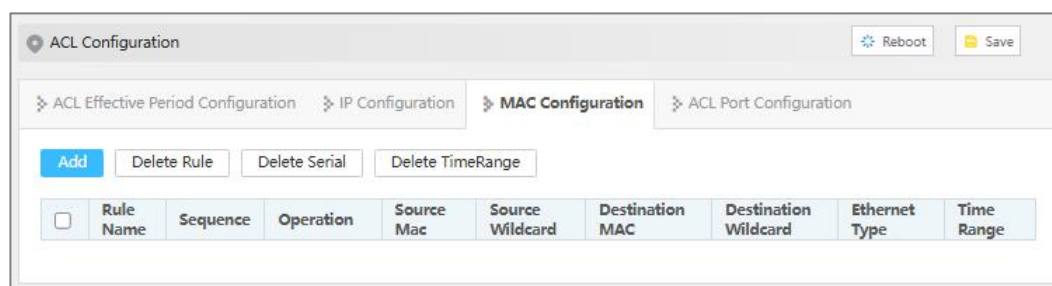 ACL Configuration Reboot Save
ACL Effective Period Configuration IP Configuration MAC Configuration ACL Port Configuration
Add Delete Rule Delete Serial Delete TimeRange
Rule Name Sequence Operation Source Mac Source Wildcard Destination MAC Destination Wildcard Ethernet Type Time Range